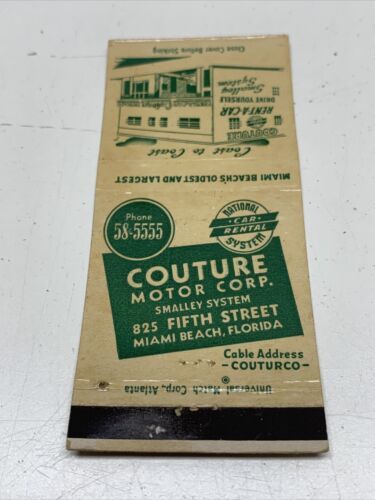 Close Cover Before Striking
COUTURE
RENT-A-CAR
DRIVE YOURSELF
Smalley
System
Coast to Coast
MIAMI BEACH'S OLDEST AND LARGEST
Phone
58-5555
NATIONAL
CAR
RENTAL
SYSTEM
COUTURE
MOTOR CORP.
SMALLEY SYSTEM
825 FIFTH STREET
MIAMI BEACH, FLORIDA
Cable Address
-COUTURCO-
Universal Match Corp., Atlanta